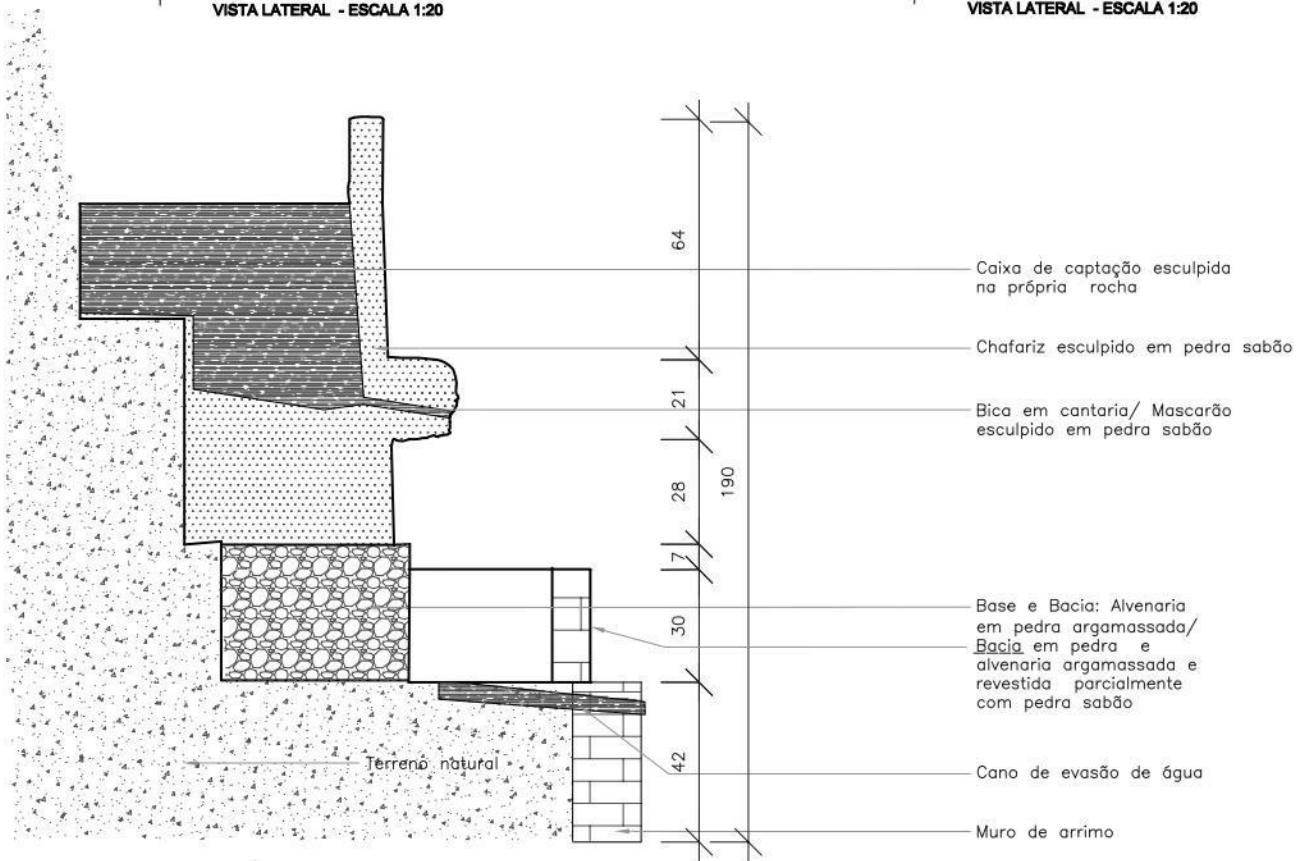 VISTA LATERAL - ESCALA 1:20
VISTA LATERAL - ESCALA 1:20
64
21
28
7
30
42
190
Caixa de captação esculpida
na própria rocha
Chafariz esculpido em pedra sabão
Bica em cantaria/ Mascarão
esculpido em pedra sabão
Base e Bacia: Alvenaria
em pedra argamassada/
Bacia em pedra e
alvenaria argamassada e
revestida parcialmente
com pedra sabão
Terreno natural
Cano de evasão de água
Muro de arrimo